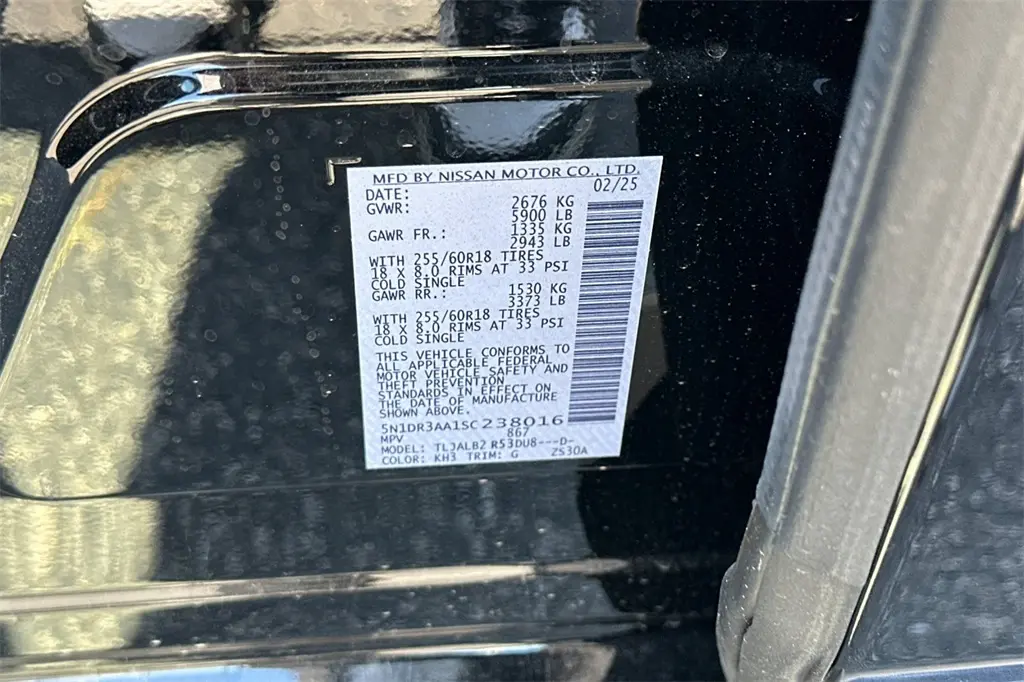 MFD BY NISSAN MOTOR CO., LTD.
DATE: 02/25
GVWR: 2676 KG
5900 LB
GAWR FR.: 1335 KG
2943 LB
WITH 255/60R18 TIRES
18 X 8.0 RIMS AT 33 PSI
COLD SINGLE
GAWR RR.: 1530 KG
3373 LB
WITH 255/60R18 TIRES
18 X 8.0 RIMS AT 33 PSI
COLD SINGLE
THIS VEHICLE CONFORMS TO
ALL APPLICABLE FEDERAL
MOTOR VEHICLE SAFETY AND
THEFT PREVENTION
STANDARDS IN EFFECT ON
THE DATE OF MANUFACTURE
SHOWN ABOVE.
5N1DR3AA1SC238016
MPV 867
MODEL: TLJALB2 R53DU8---D-
COLOR: KH3 TRIM: G ZS30A